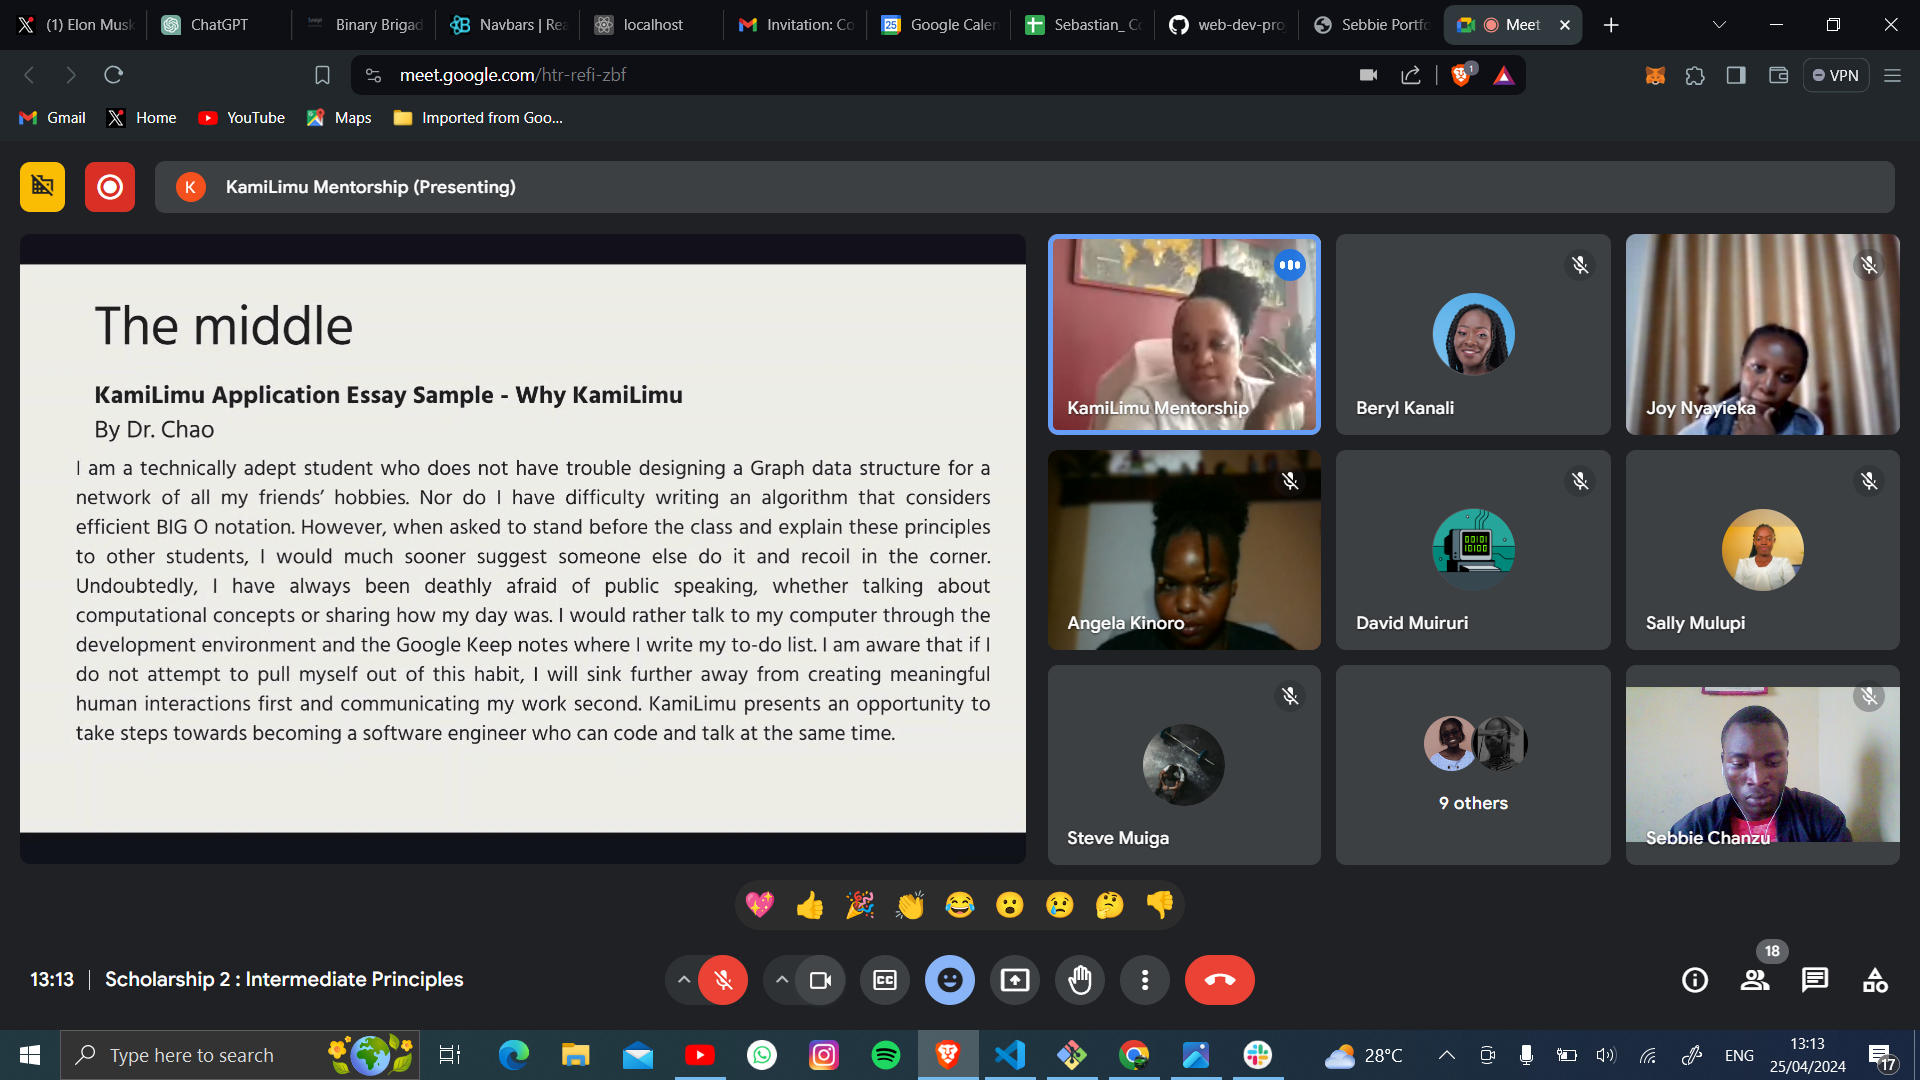 (1) Elon Musk
ChatGPT
Binary Brigad
Navbars | Rea
localhost
Invitation: Co
Google Calen
Sebastian_ Co
web-dev-pro
Sebbie Portfo
Meet
meet.google.com/htr-refi-zbf
1
VPN
Gmail
Home
YouTube
Maps
Imported from Goo...
K
KamiLimu Mentorship (Presenting)
The middle
KamiLimu Application Essay Sample - Why KamiLimu
By Dr. Chao
I am a technically adept student who does not have trouble designing a Graph data structure for a
network of all my friends’ hobbies. Nor do I have difficulty writing an algorithm that considers
efficient BIG O notation. However, when asked to stand before the class and explain these principles
to other students, I would much sooner suggest someone else do it and recoil in the corner.
Undoubtedly, I have always been deathly afraid of public speaking, whether talking about
computational concepts or sharing how my day was. I would rather talk to my computer through the
development environment and the Google Keep notes where I write my to-do list. I am aware that if I
do not attempt to pull myself out of this habit, I will sink further away from creating meaningful
human interactions first and communicating my work second. KamiLimu presents an opportunity to
take steps towards becoming a software engineer who can code and talk at the same time.
KamiLimu Mentorship
Beryl Kanali
Joy Nyayieka
Angela Kinoro
David Muiruri
Sally Mulupi
Steve Muiga
9 others
Sebbie Chanzu
13:13
Scholarship 2 : Intermediate Principles
18
Type here to search
28°C
ENG
13:13
25/04/2024
17